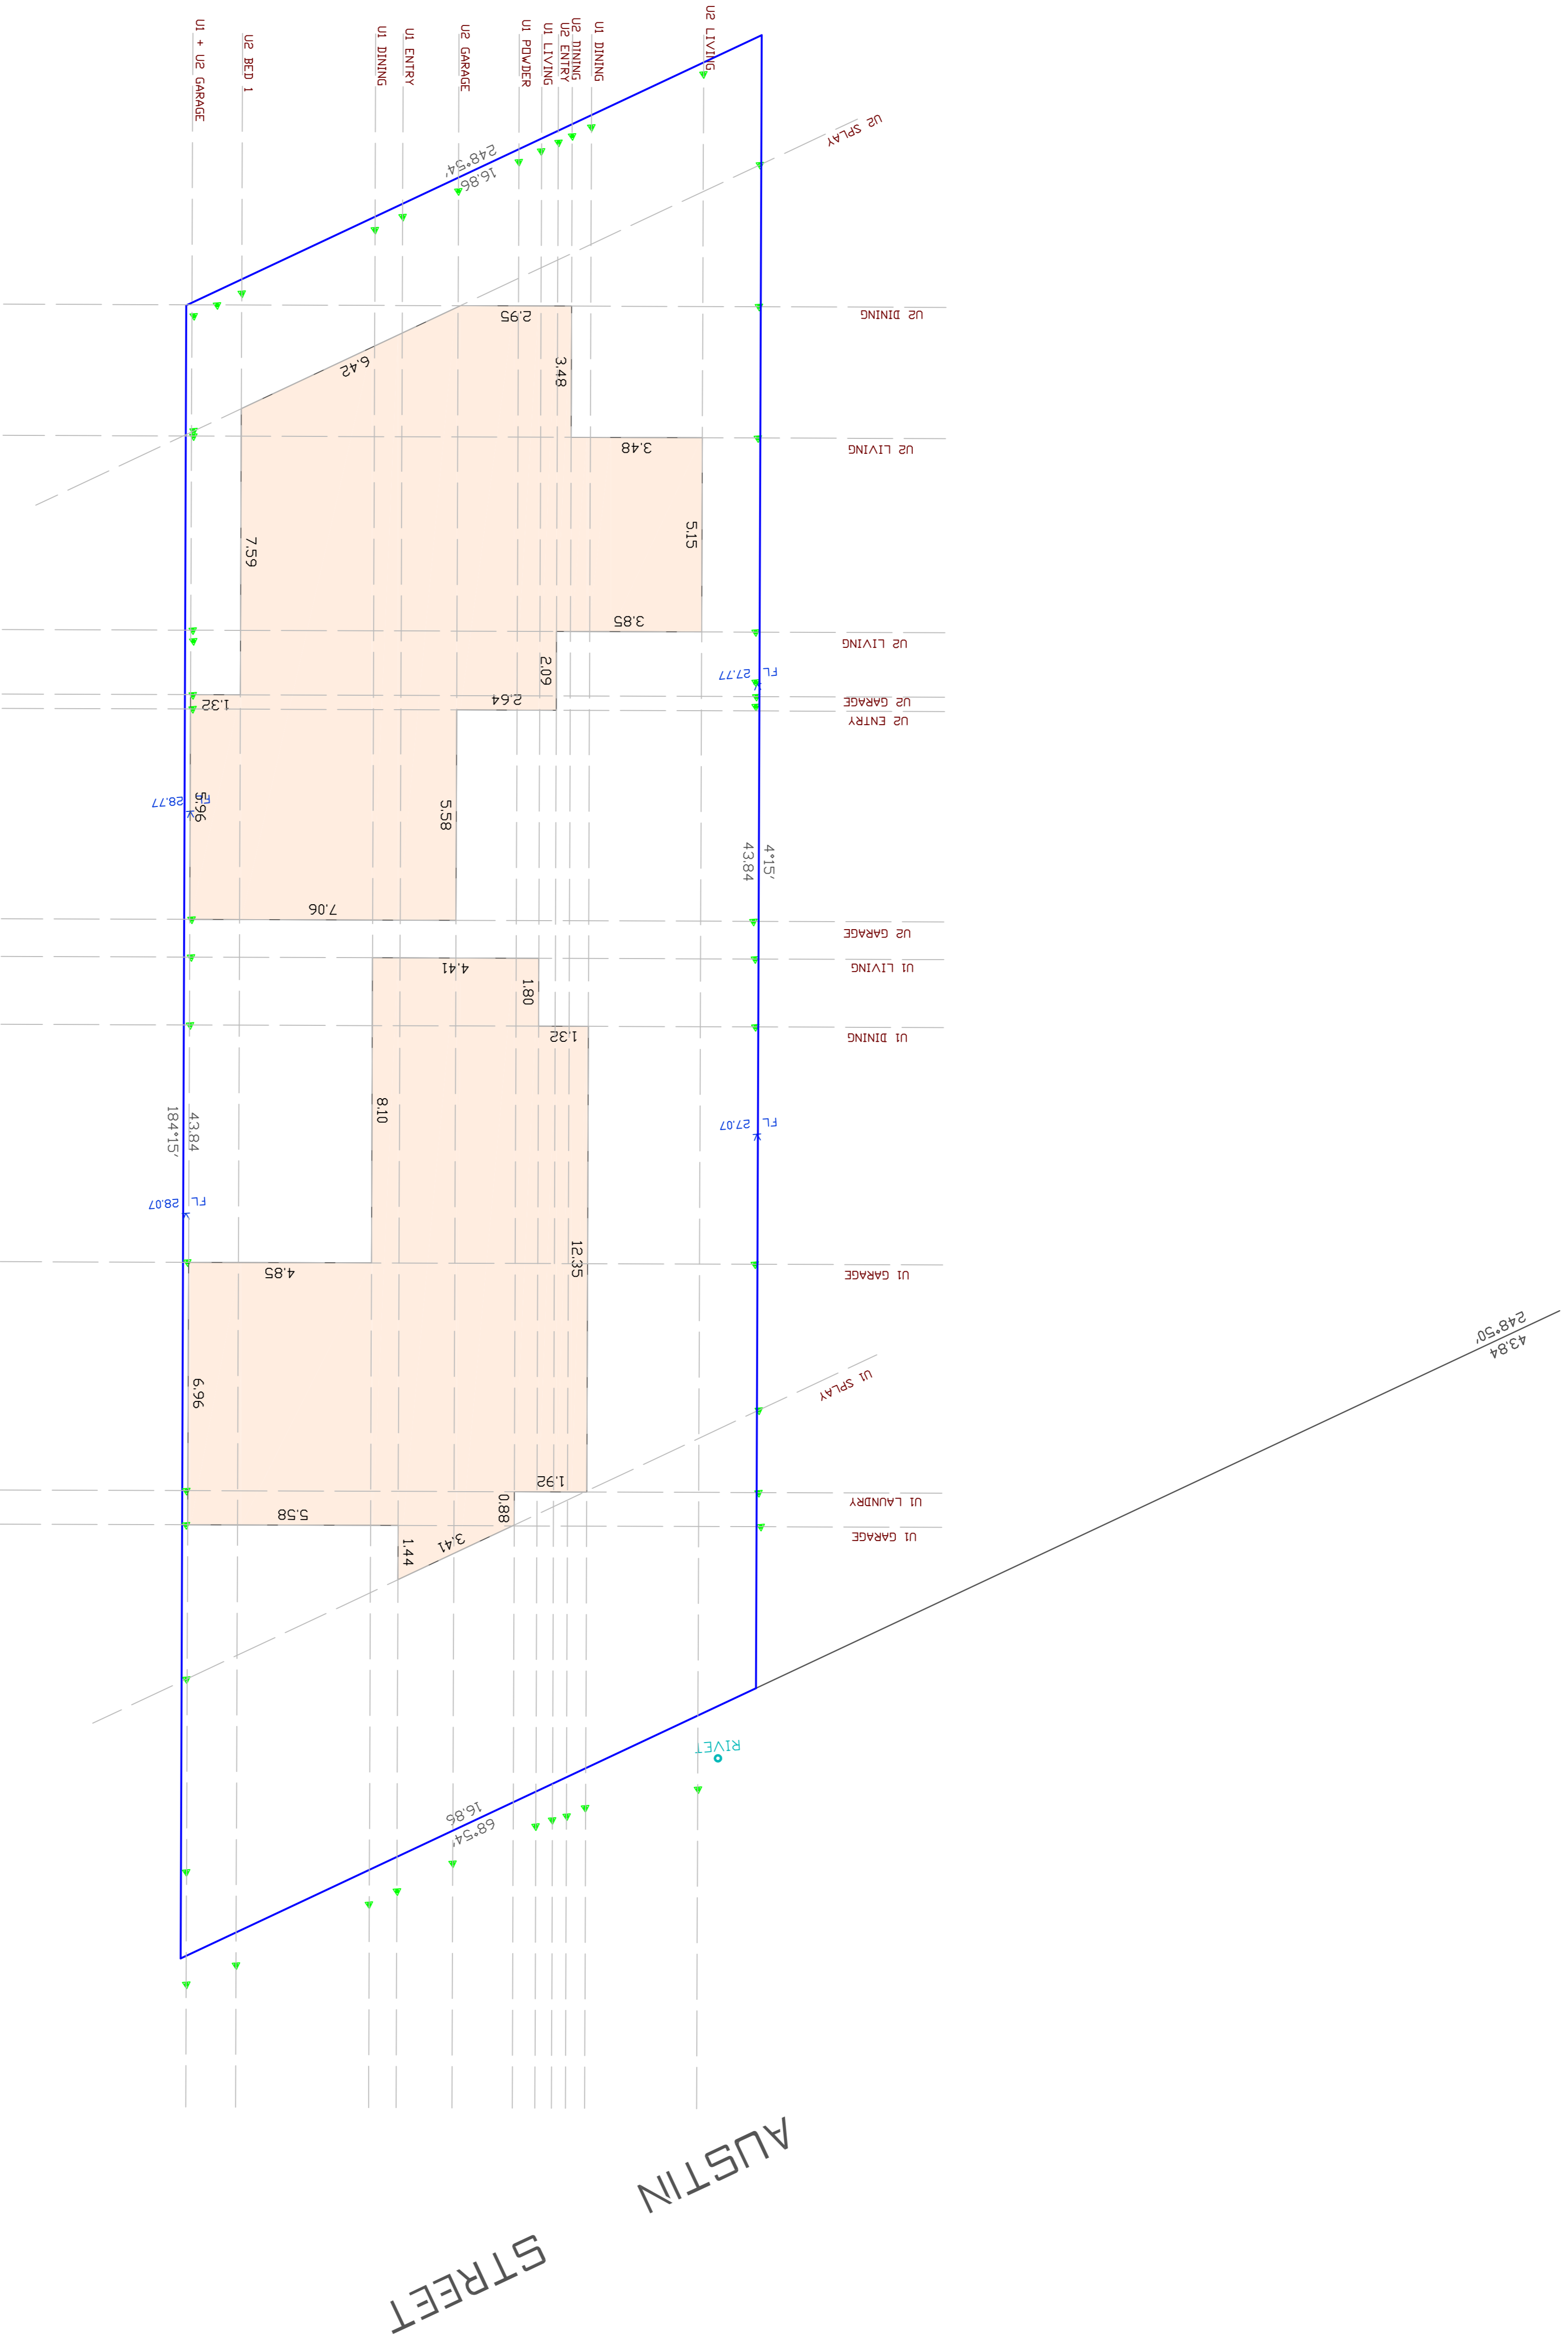 U1 + U2 GARAGE
U2 BED 1
U1 DINING
U1 ENTRY
U2 GARAGE
U1 POWDER
U1 LIVING
U2 ENTRY
U2 DINING
U1 DINING
U2 LIVING
U2 SPLAY
248°54'
16.86
U2 DINING
2.95
6.42
3.48
U2 LIVING
3.48
5.15
7.59
3.85
U2 LIVING
2.09
FL 27.77
1.32
2.64
U2 GARAGE
U2 ENTRY
FL 28.77
5.96
5.58
43.84
4°15'
7.06
U2 GARAGE
4.41
U1 LIVING
1.80
1.32
U1 DINING
8.10
184°15'
43.84
FL 27.07
FL 28.07
12.35
4.85
U1 GARAGE
248°50'
43.84
6.96
U1 SPLAY
1.92
0.88
U1 LAUNDRY
5.58
U1 GARAGE
1.44
3.41
RIVET
16.86
68°54'
AUSTIN
STREET